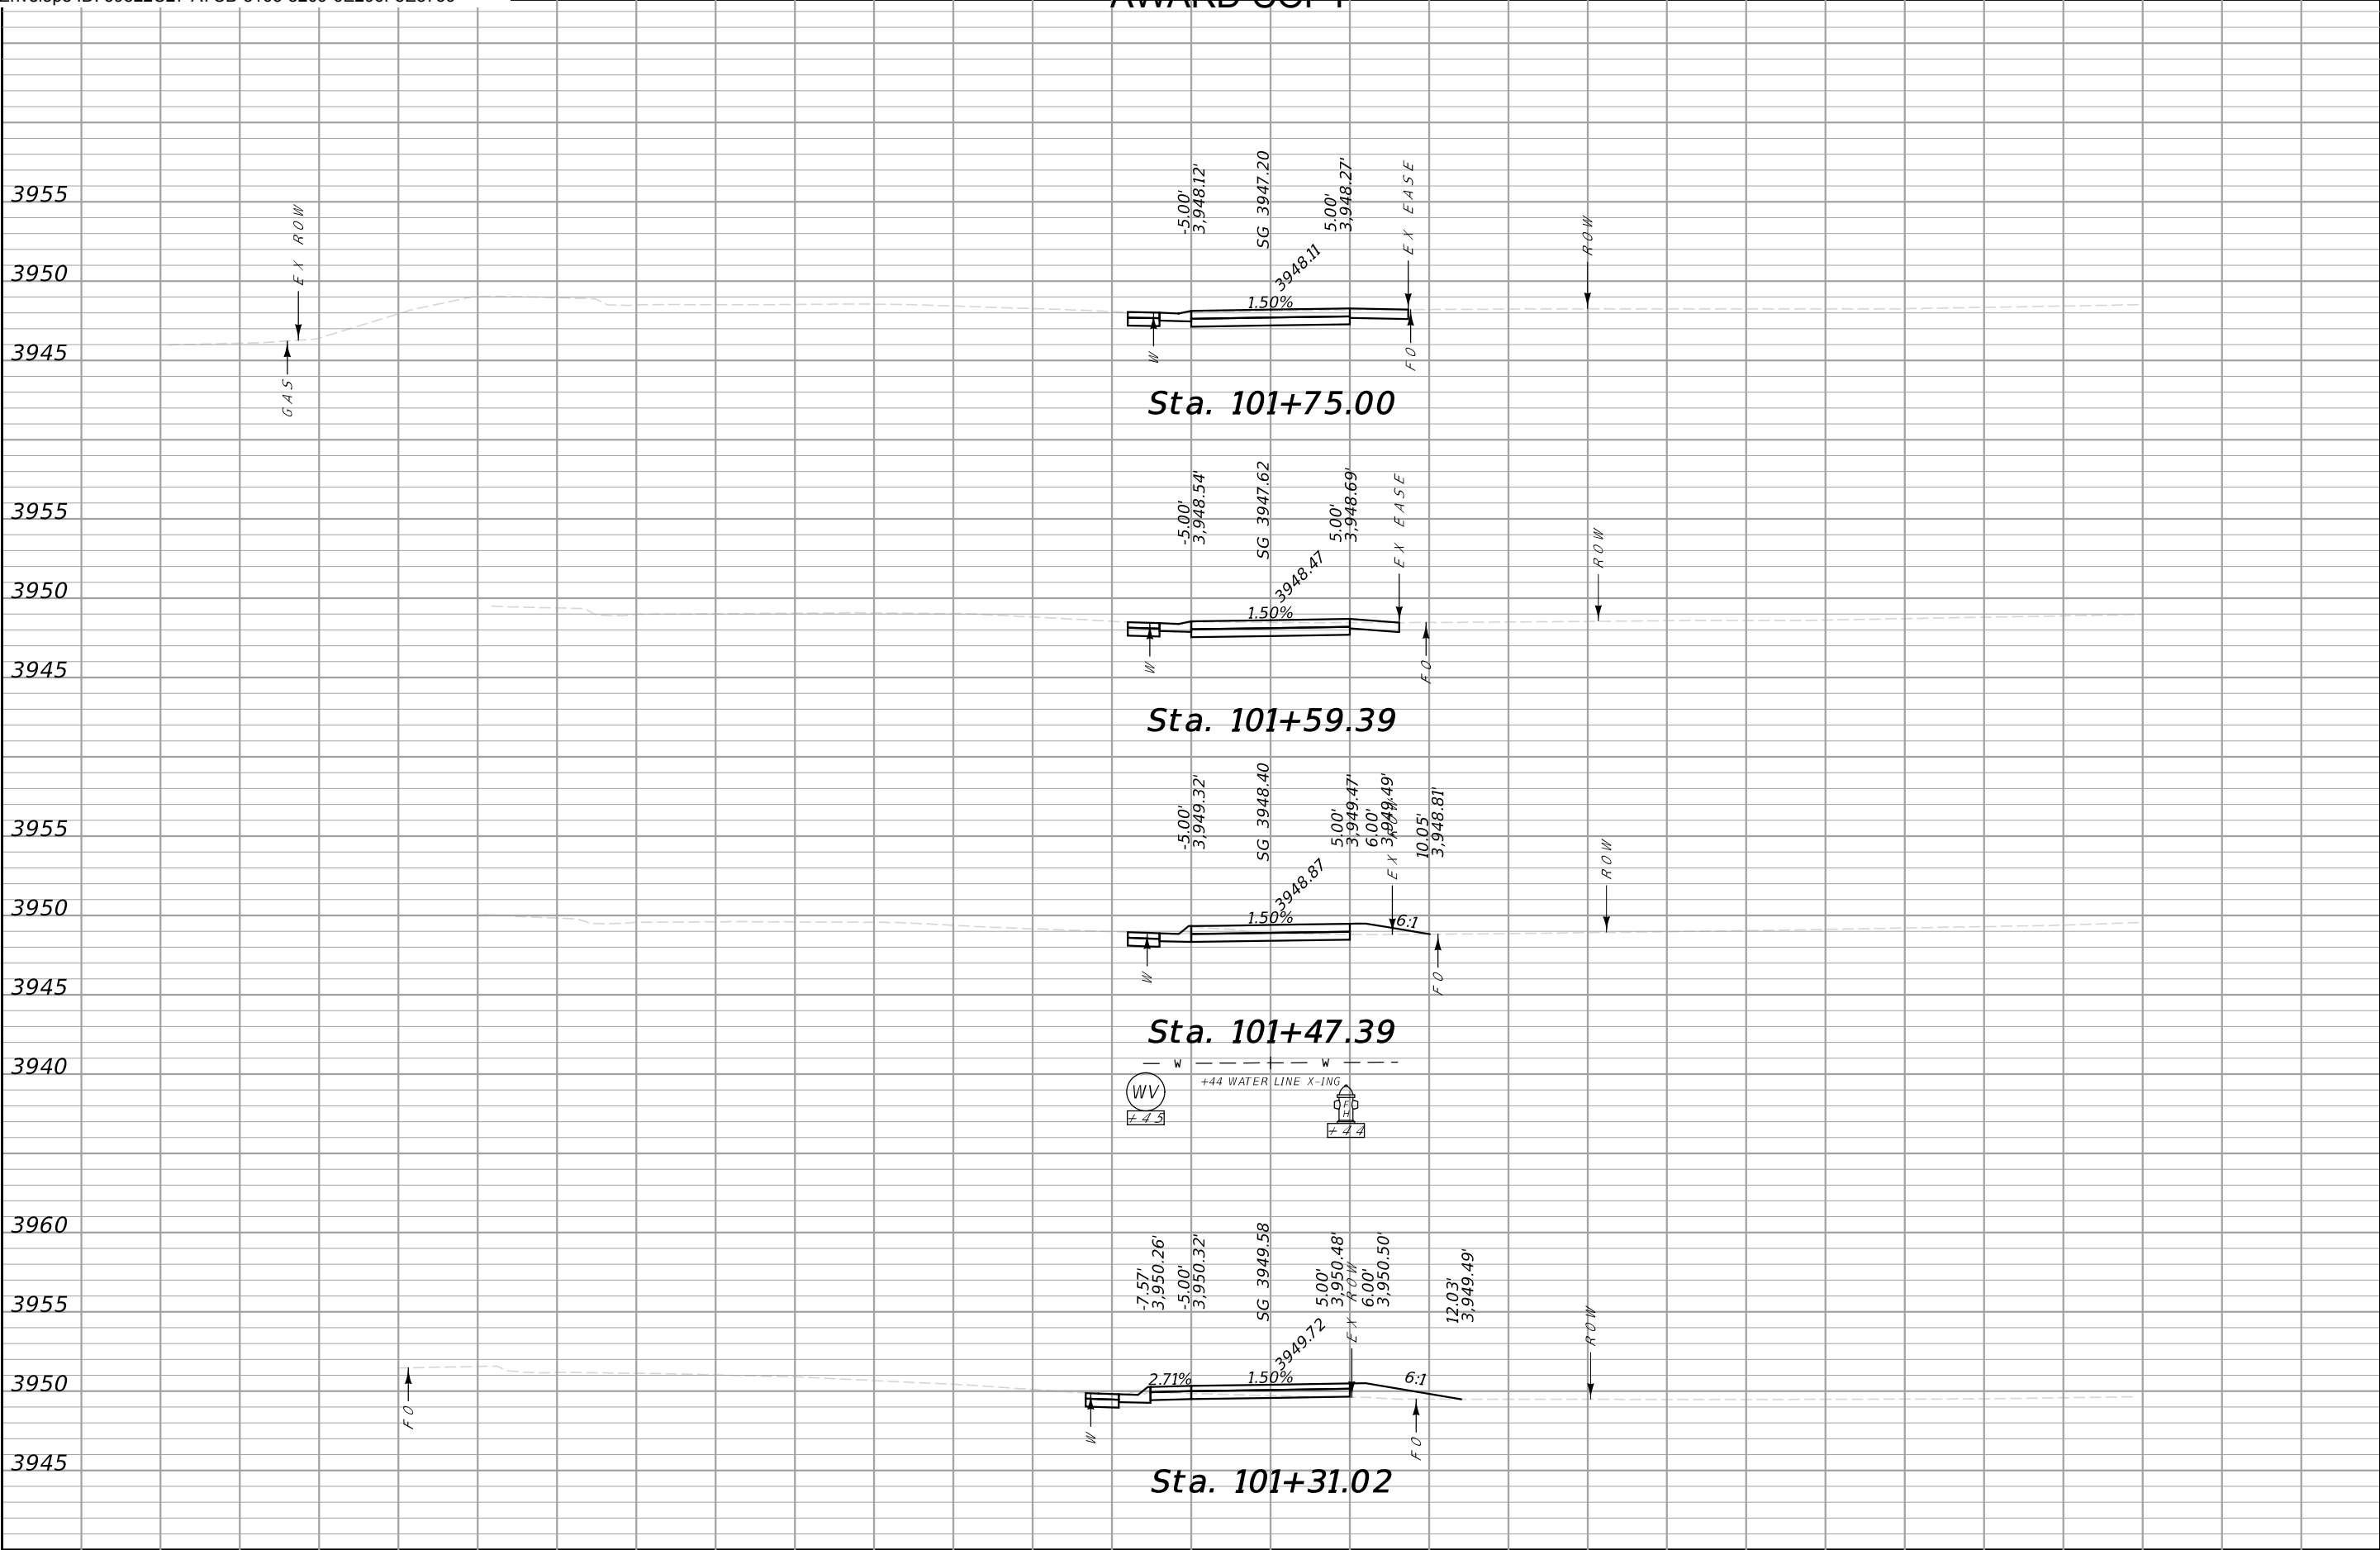 AWARD COPY
3955
3950
3945
EX ROW
GAS
-5.00'
3,948.12'
SG 3947.20
5.00'
3,948.27'
EX EASE
ROW
3948.11
1.50%
W
FO
Sta. 101+75.00
3955
3950
3945
-5.00'
3,948.54'
SG 3947.62
5.00'
3,948.69'
EX EASE
ROW
3948.47
1.50%
W
FO
Sta. 101+59.39
3955
3950
3945
3940
-5.00'
3,949.32'
SG 3948.40
5.00'
3,949.47'
6.00'
3,949.49'
EX ROW
10.05'
3,948.81'
ROW
3948.87
1.50%
6:1
W
FO
Sta. 101+47.39
W W
+44 WATER LINE X-ING
WV
+45
FH
+44
3960
3955
3950
3945
-7.57'
3,950.26'
-5.00'
3,950.32'
SG 3949.58
5.00'
3,950.48'
EX ROW
6.00'
3,950.50'
12.03'
3,949.49'
ROW
3949.72
2.71%
1.50%
6:1
FO
W
FO
Sta. 101+31.02